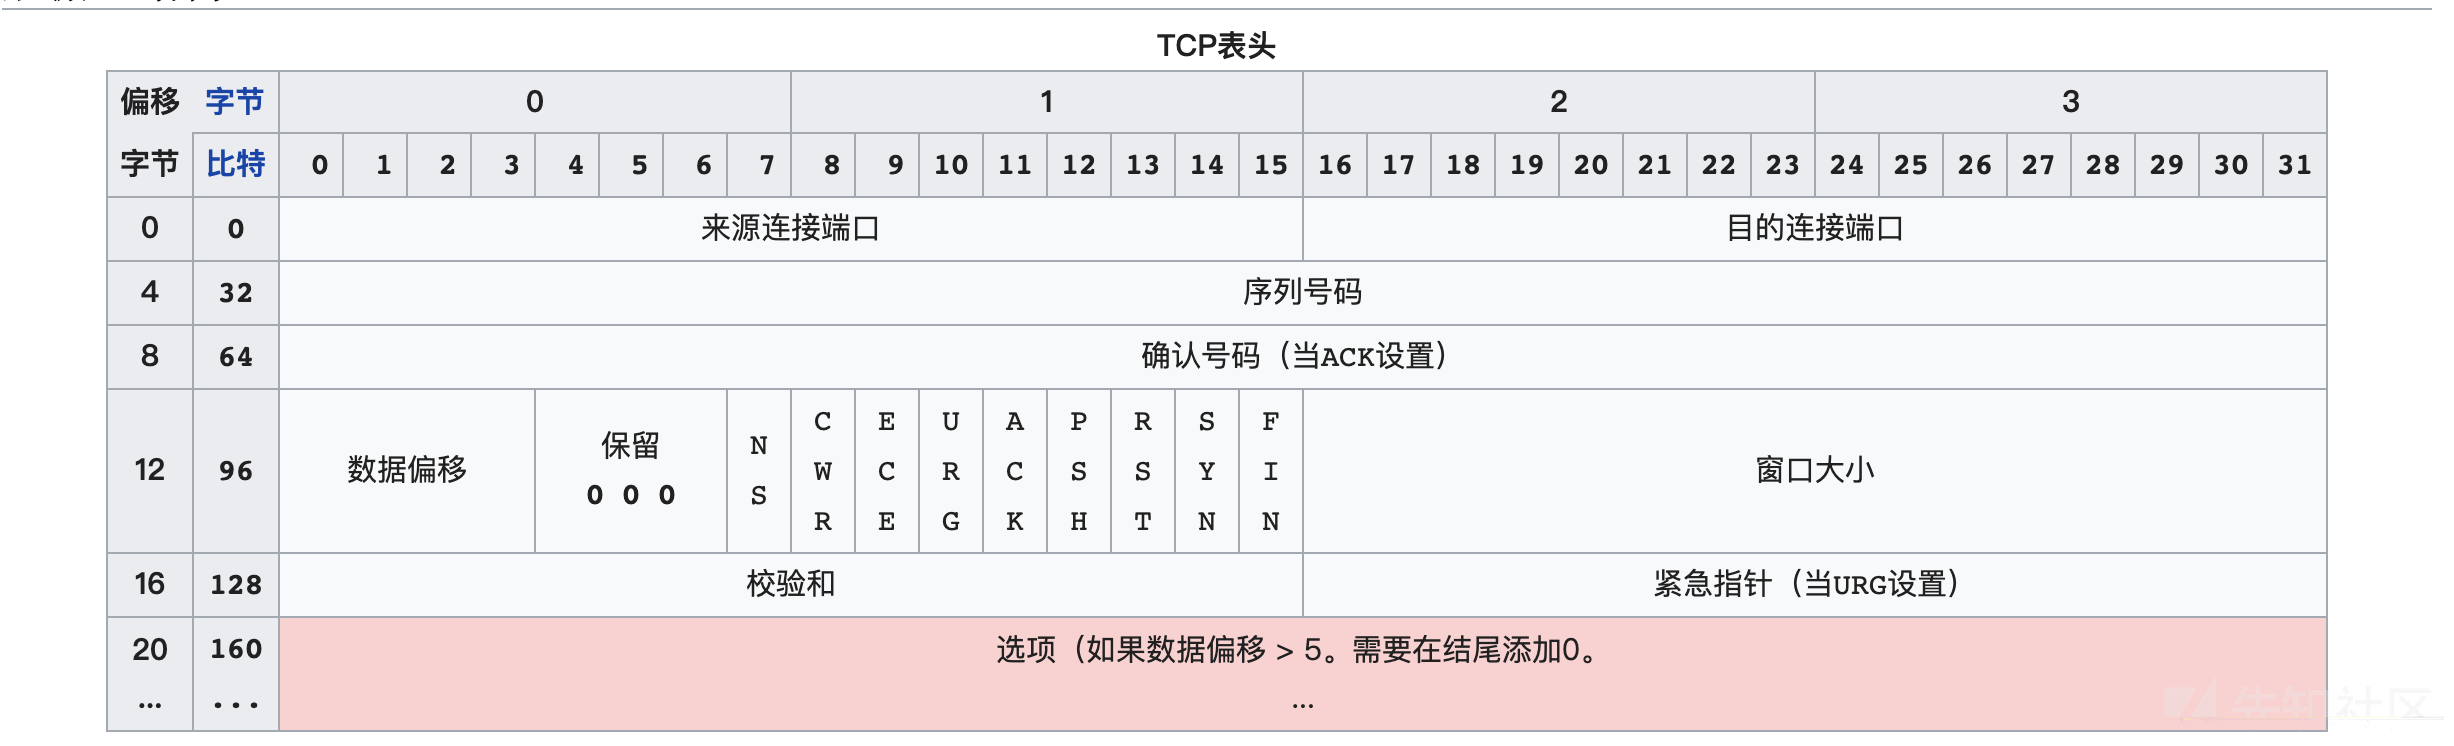 TCP表头
偏移 字节 0 1 2 3
字节 比特 0 1 2 3 4 5 6 7 8 9 10 11 12 13 14 15 16 17 18 19 20 21 22 23 24 25 26 27 28 29 30 31
0 0 来源连接端口 目的连接端口
4 32 序列号码
8 64 确认号码（当ACK设置）
12 96 数据偏移 保留 0 0 0 NS CWR ECE URG ACK PSH RST SYN FIN 窗口大小
16 128 校验和 紧急指针（当URG设置）
20 160 选项（如果数据偏移 > 5。需要在结尾添加0。
... ... ...
先知社区